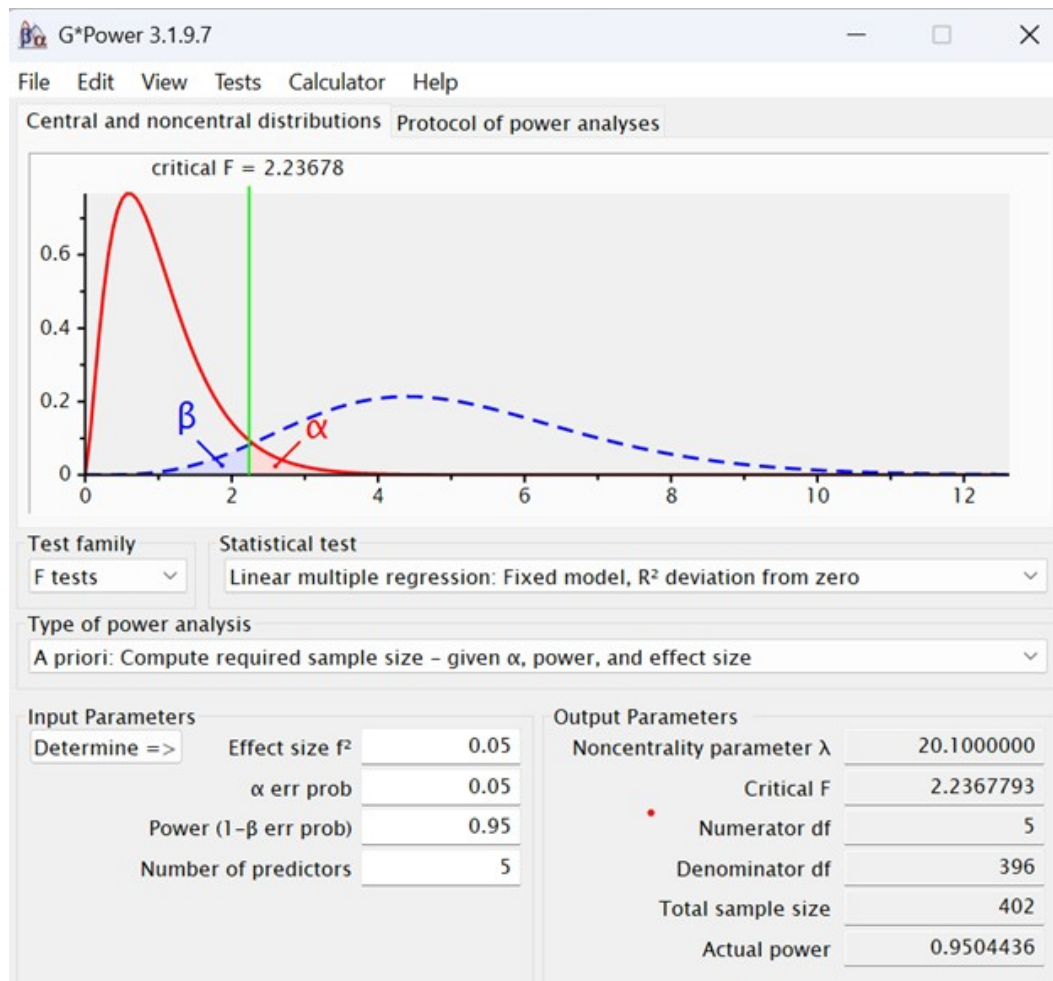 G*Power 3.1.9.7
File Edit View Tests Calculator Help
Central and noncentral distributions Protocol of power analyses
critical F = 2.23678
0.6
0.4
0.2
0
β
α
0 2 4 6 8 10 12
Test family Statistical test
F tests Linear multiple regression: Fixed model, R² deviation from zero
Type of power analysis
A priori: Compute required sample size – given α, power, and effect size
Input Parameters Output Parameters
Determine => Effect size f² 0.05 Noncentrality parameter λ 20.1000000
α err prob 0.05 Critical F 2.2367793
Power (1–β err prob) 0.95 Numerator df 5
Number of predictors 5 Denominator df 396
Total sample size 402
Actual power 0.9504436